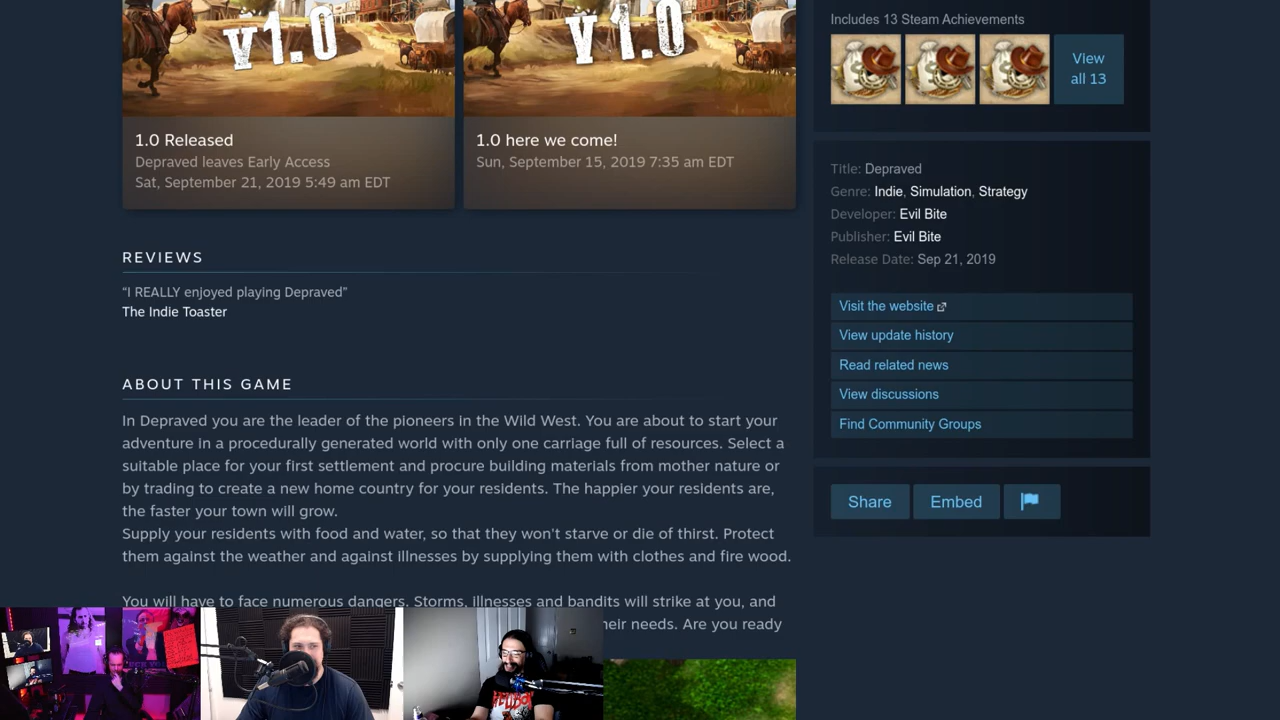 v1.0
v1.0
1.0 Released
Depraved leaves Early Access
Sat, September 21, 2019 5:49 am EDT
1.0 here we come!
Sun, September 15, 2019 7:35 am EDT
REVIEWS
“I REALLY enjoyed playing Depraved”
The Indie Toaster
ABOUT THIS GAME
In Depraved you are the leader of the pioneers in the Wild West. You are about to start your
adventure in a procedurally generated world with only one carriage full of resources. Select a
suitable place for your first settlement and procure building materials from mother nature or
by trading to create a new home country for your residents. The happier your residents are,
the faster your town will grow.
Supply your residents with food and water, so that they won't starve or die of thirst. Protect
them against the weather and against illnesses by supplying them with clothes and fire wood.
You will have to face numerous dangers. Storms, illnesses and bandits will strike at you, and
their needs. Are you ready
Includes 13 Steam Achievements
View
all 13
Title: Depraved
Genre: Indie, Simulation, Strategy
Developer: Evil Bite
Publisher: Evil Bite
Release Date: Sep 21, 2019
Visit the website
View update history
Read related news
View discussions
Find Community Groups
Share
Embed
HELLBOY